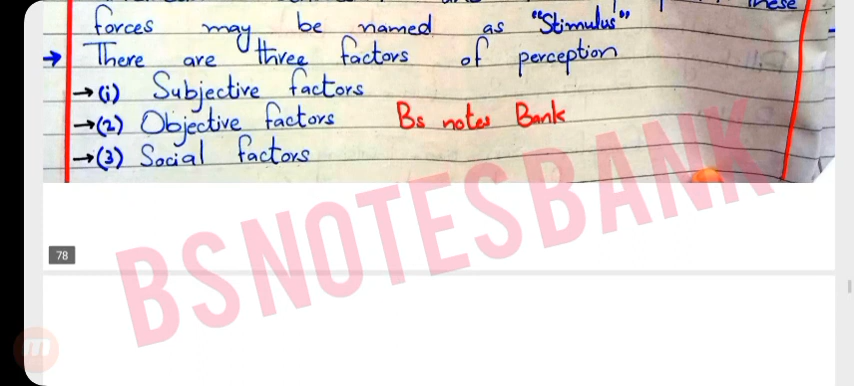 these
forces may be named as "Stimulus"
→ There are three factors of perception
→(i) Subjective factors
→(2) Objective factors Bs notes Bank
→(3) Social factors
BSNOTESBANK
78
m